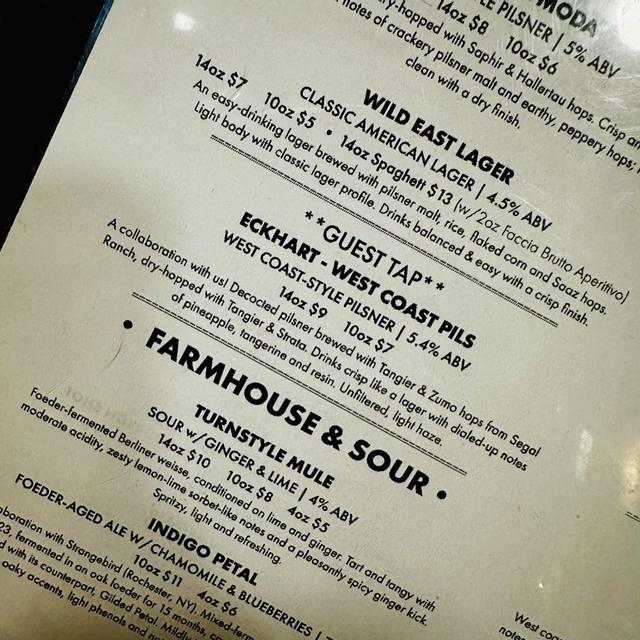 MODA
LE PILSNER | 5% ABV
14oz $8 10oz $6
ry-hopped with Saphir & Hallertau hops. Crisp an
notes of crackery pilsner malt and earthy, peppery hops,
clean with a dry finish.
WILD EAST LAGER
CLASSIC AMERICAN LAGER | 4.5% ABV
14oz $7 10oz $5 • 14oz Spaghett $13 (w/2oz Faccia Brutto Aperitivo)
An easy-drinking lager brewed with pilsner malt, rice, flaked corn and Saaz hops.
Light body with classic lager profile. Drinks balanced & easy with a crisp finish.
**GUEST TAP**
ECKHART - WEST COAST PILS
WEST COAST-STYLE PILSNER | 5.4% ABV
14oz $9 10oz $7
A collaboration with us! Decocted pilsner brewed with Tangier & Zumo hops from Segal
Ranch, dry-hopped with Tangier & Strata. Drinks crisp like a lager with dialed-up notes
of pineapple, tangerine and resin. Unfiltered, light haze.
• FARMHOUSE & SOUR •
TURNSTYLE MULE
SOUR w/GINGER & LIME | 4% ABV
14oz $10 10oz $8 4oz $5
Foeder-fermented Berliner weisse, conditioned on lime and ginger. Tart and tangy with
moderate acidity, zesty lemon-lime sorbet-like notes and a pleasantly spicy ginger kick.
Spritzy, light and refreshing.
INDIGO PETAL
FOEDER-AGED ALE W/CHAMOMILE & BLUEBERRIES |
10oz $11 4oz $6
boration with Strangebird (Rochester, NY). Mixed-ferm
23, fermented in an oak foeder for 15 months,
d with its counterpart, Gilded Petal. Mildly
oaky accents, light phenols and
West coa
notes